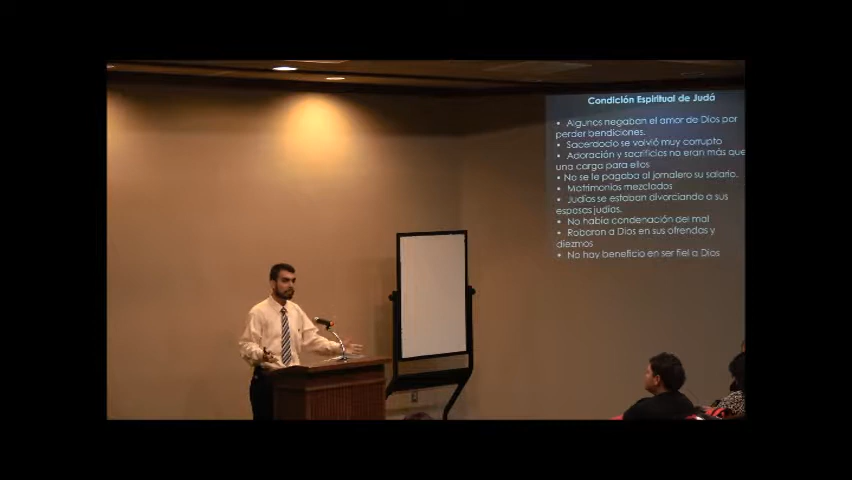 Condición Espiritual de Judá
• Algunos negaban el amor de Dios por
perder bendiciones.
• Sacerdocio se volvió muy corrupto
• Adoración y sacrificios no eran más que
una carga para ellos
• No se le pagaba al jornalero su salario.
• Matrimonios mezclados
• Judíos se estaban divorciando a sus
esposas judías.
• No había condenación del mal
• Robaron a Dios en sus ofrendas y
diezmos
• No hay beneficio en ser fiel a Dios